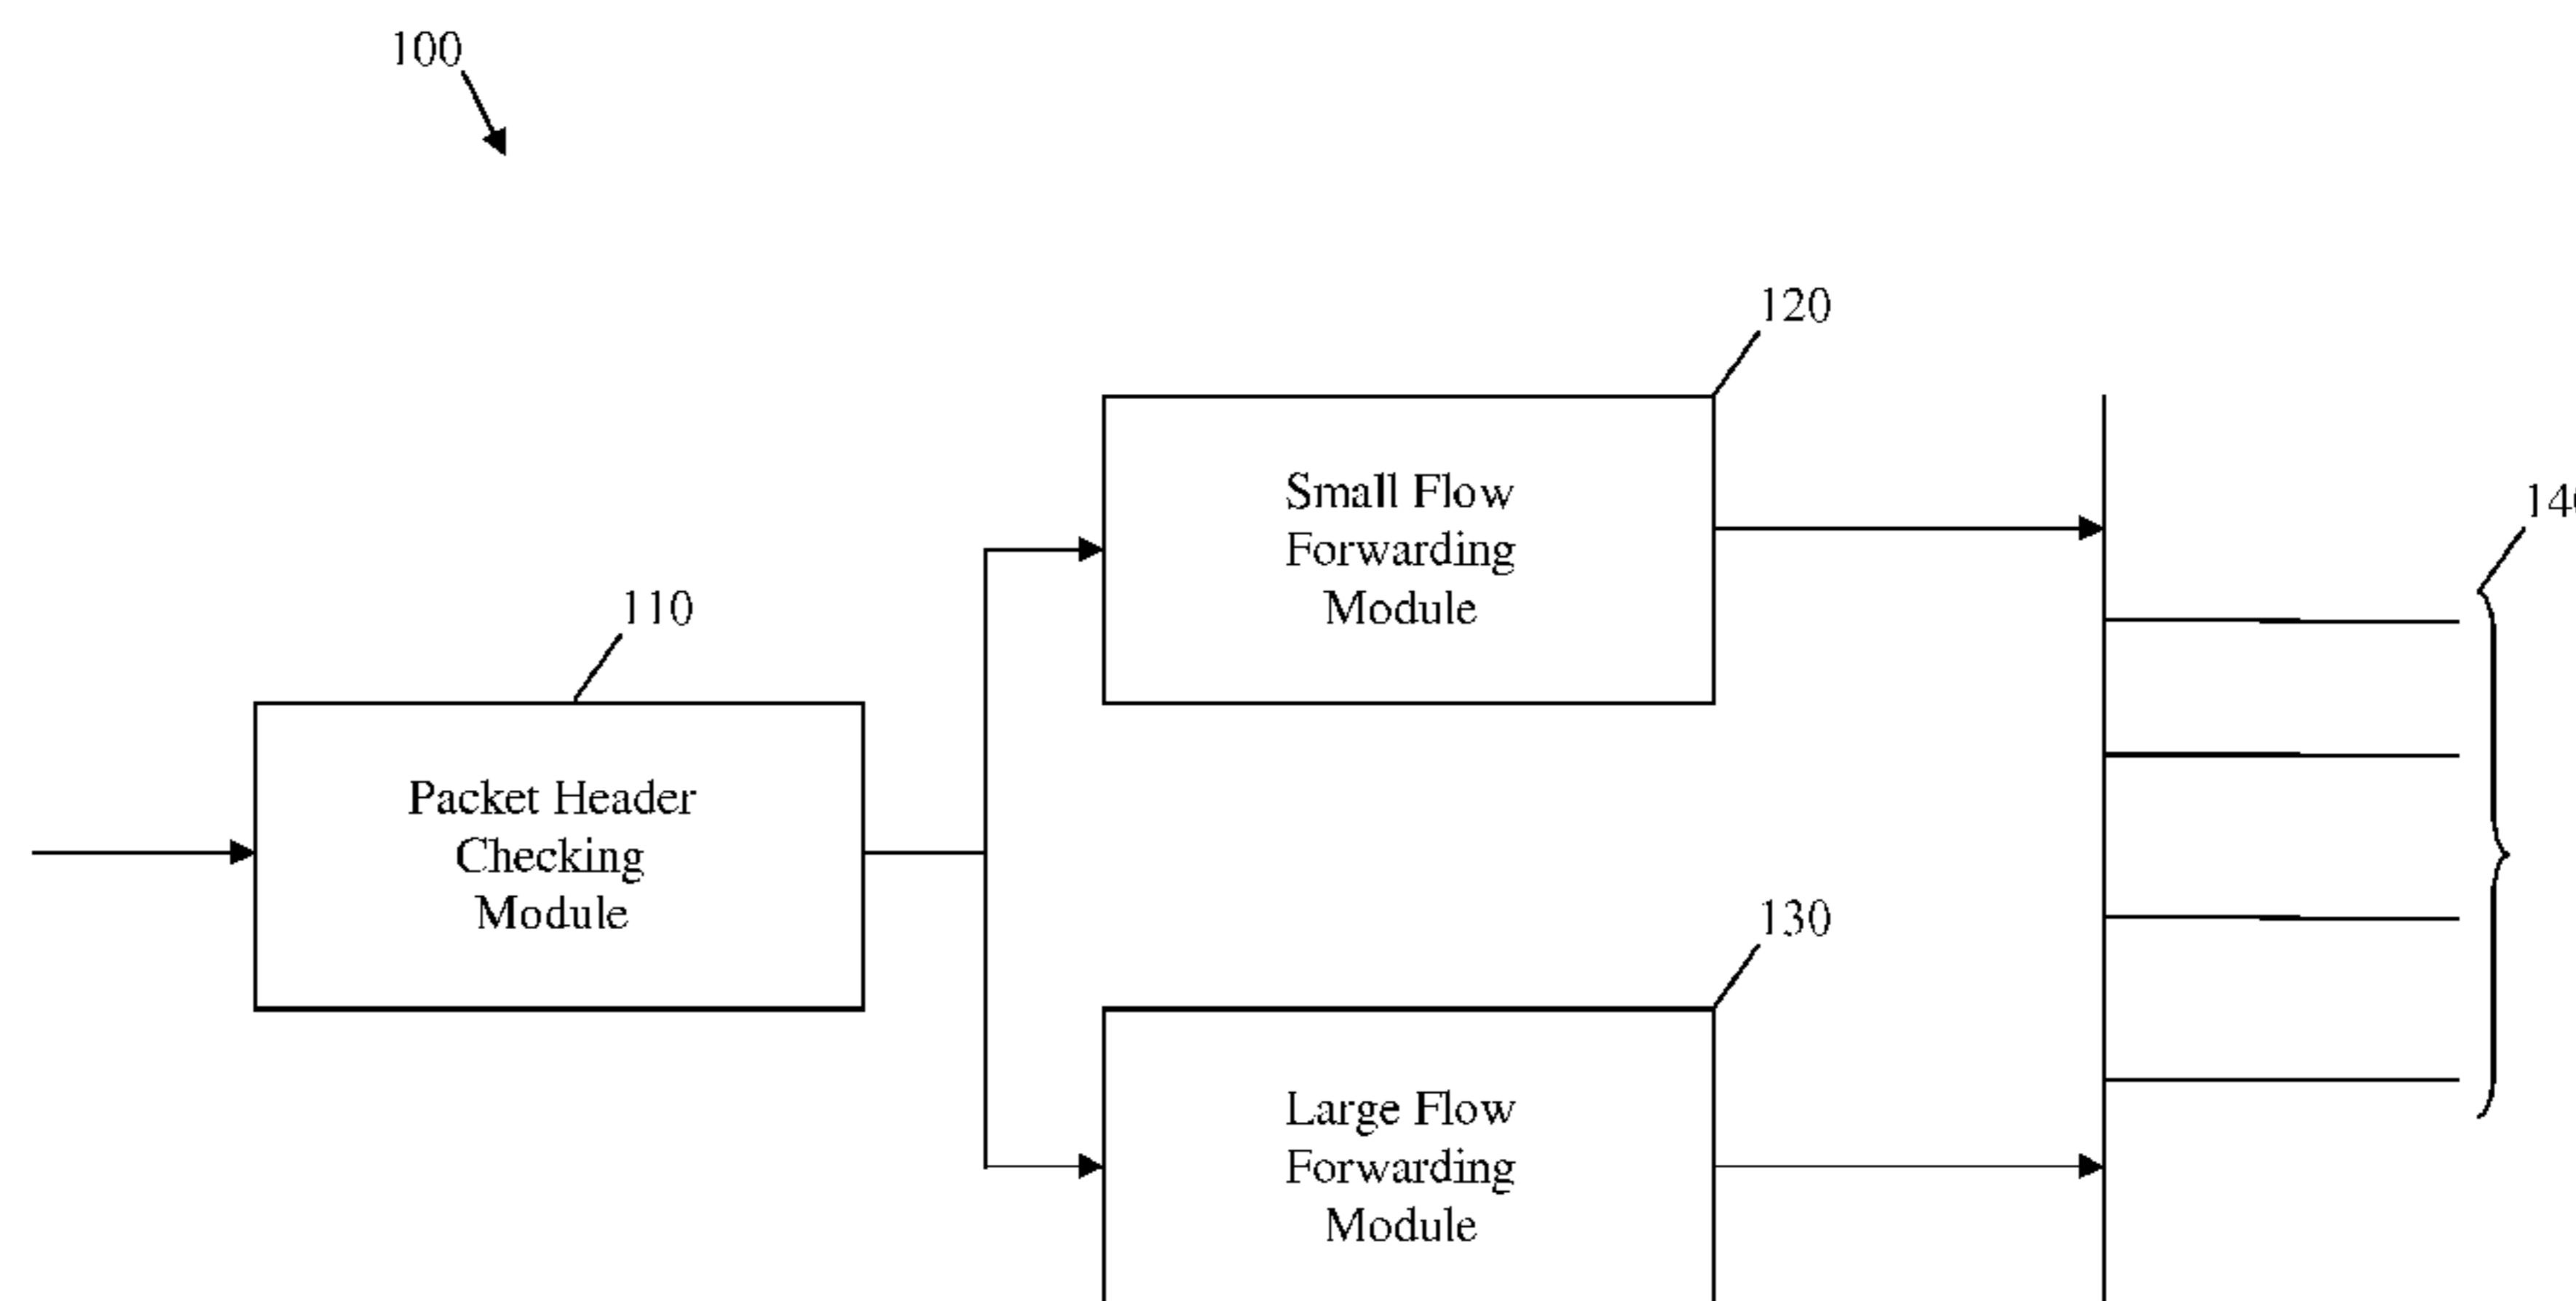 100
120
Small Flow
Forwarding
Module
110
Packet Header
Checking
Module
130
Large Flow
Forwarding
Module